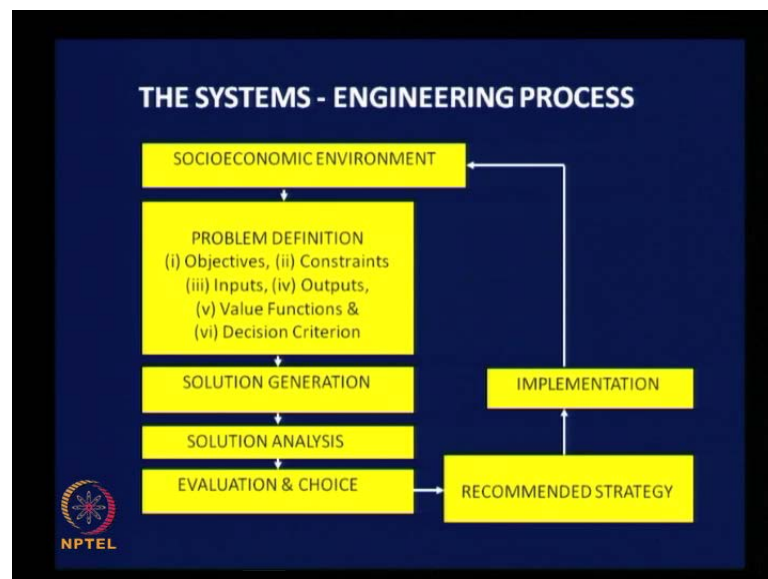 THE SYSTEMS - ENGINEERING PROCESS
SOCIOECONOMIC ENVIRONMENT
PROBLEM DEFINITION
(i) Objectives, (ii) Constraints
(iii) Inputs, (iv) Outputs,
(v) Value Functions &
(vi) Decision Criterion
SOLUTION GENERATION
SOLUTION ANALYSIS
EVALUATION & CHOICE
RECOMMENDED STRATEGY
IMPLEMENTATION
NPTEL